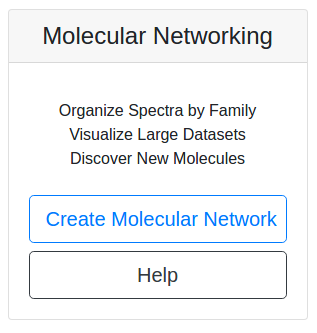 Molecular Networking
Organize Spectra by Family
Visualize Large Datasets
Discover New Molecules
Create Molecular Network
Help